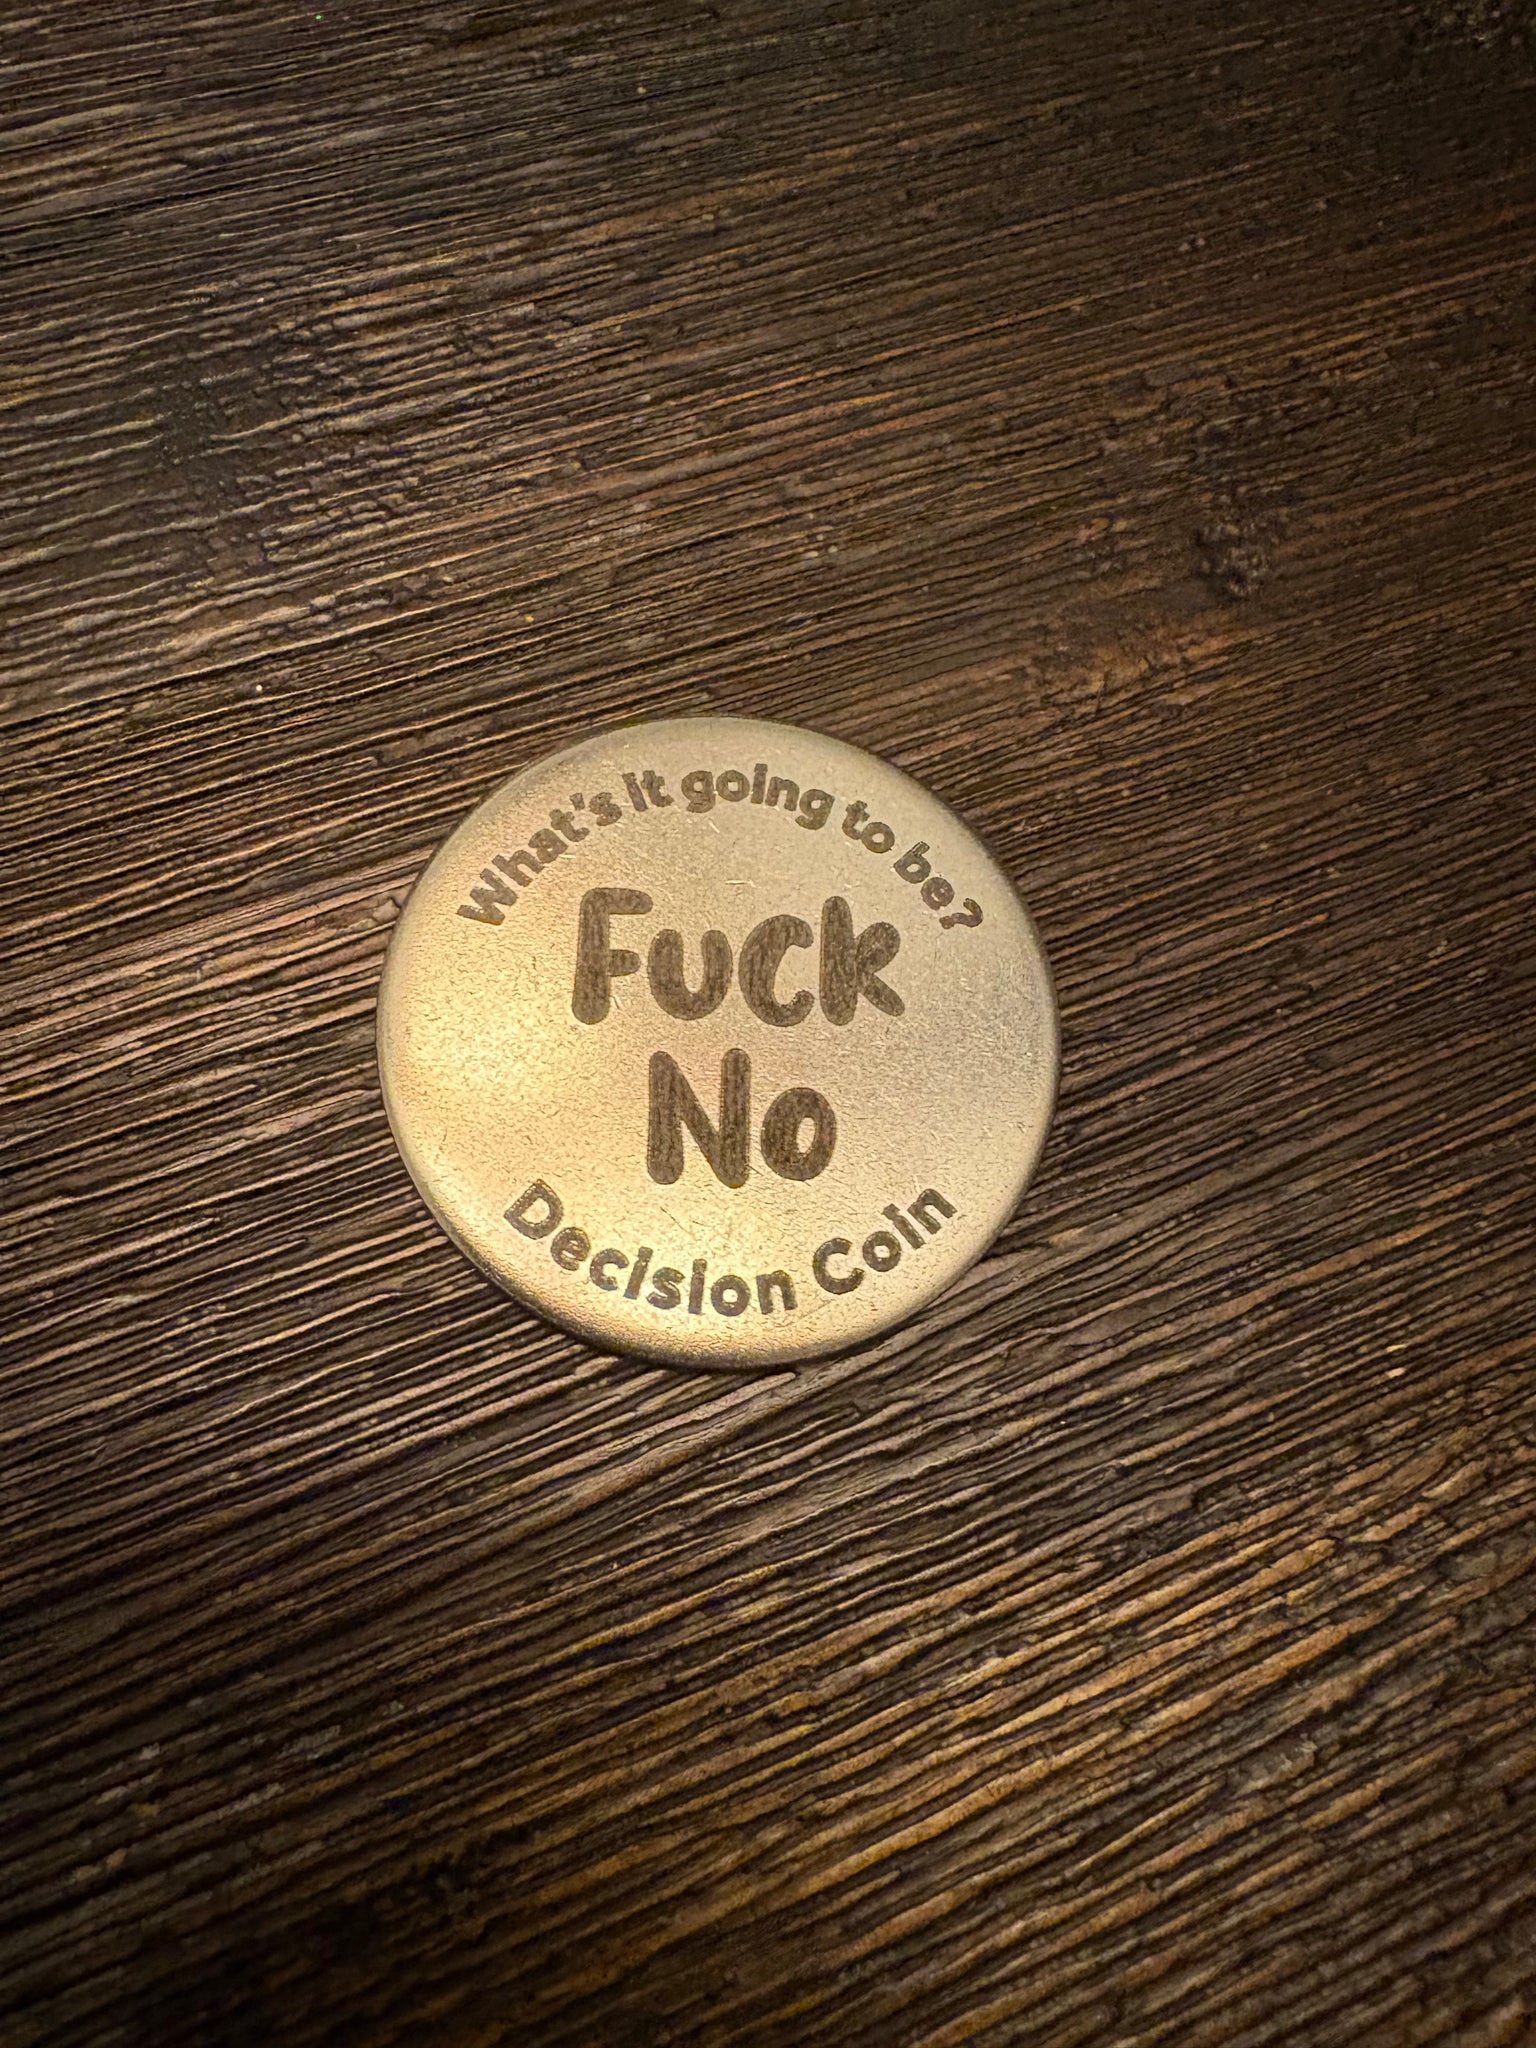 What's it going to be?
Fuck
No
Decision Coin